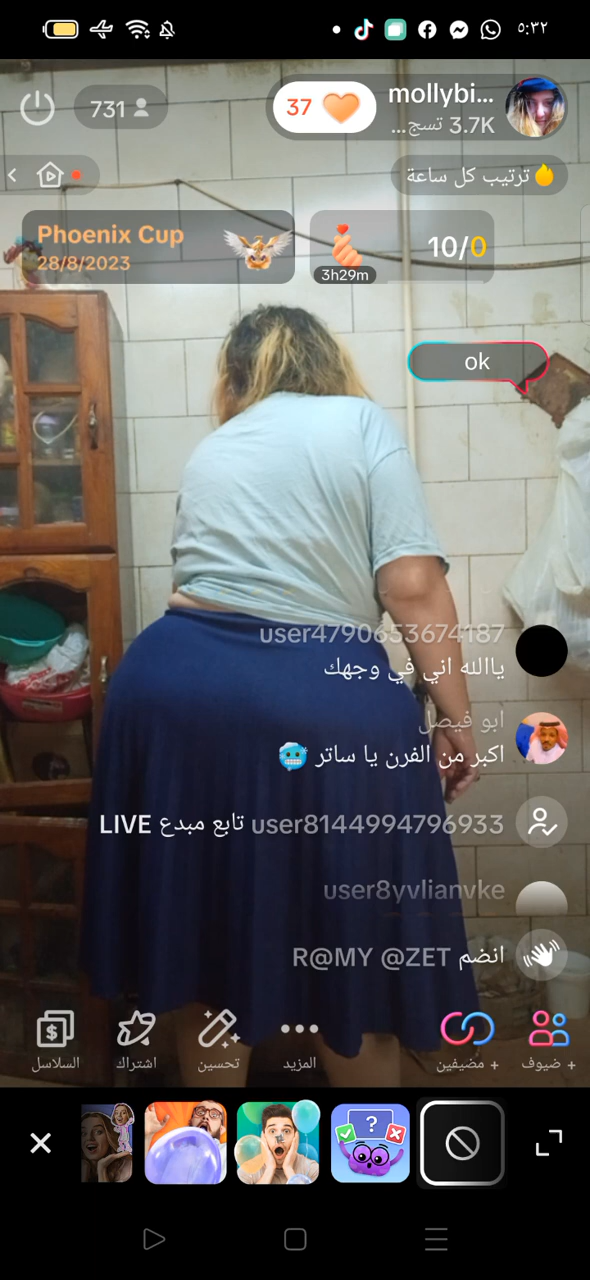 ٥:٣٢
mollybi...
3.7K تسج...
37
731
ترتيب كل ساعة
Phoenix Cup
28/8/2023
10/0
3h29m
ok
user4790653674187
ياالله اني في وجهك
ابو فيصل
اكبر من الفرن يا ساتر
user8144994796933 تابع مبدع LIVE
user8yvlianvke
R@MY @ZET انضم
+ ضيوف
+ مضيفين
المزيد
تحسين
اشتراك
السلاسل